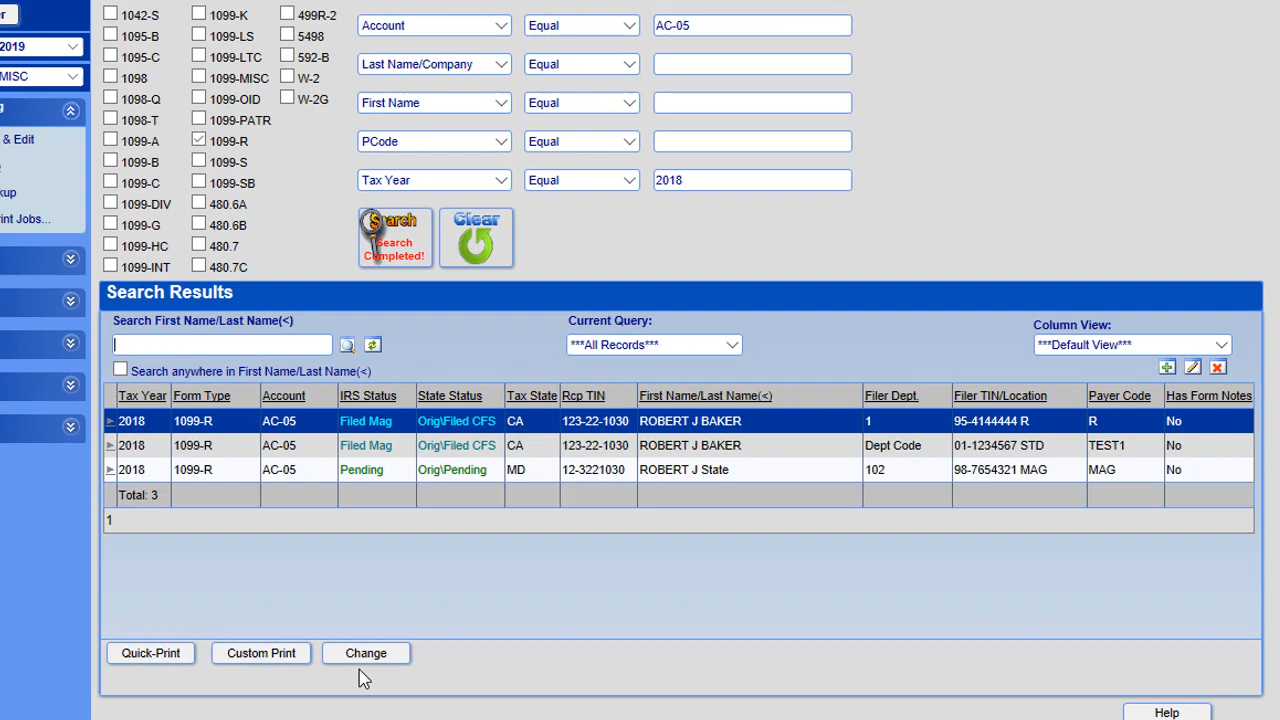 1042-S 1099-K 499R-2
1095-B 1099-LS 5498
1095-C 1099-LTC 592-B
1098 1099-MISC W-2
1098-Q 1099-OID W-2G
1098-T 1099-PATR
1099-A 1099-R
1099-B 1099-S
1099-C 1099-SB
1099-DIV 480.6A
1099-G 480.6B
1099-HC 480.7
1099-INT 480.7C
Account Equal AC-05
Last Name/Company Equal
First Name Equal
PCode Equal
Tax Year Equal 2018
Search
Search
Completed!
Clear
2019
MISC
& Edit
kup
int Jobs...
Search Results
Search First Name/Last Name(<)
Current Query:
***All Records***
Column View:
***Default View***
Search anywhere in First Name/Last Name(<)
Tax Year Form Type Account IRS Status State Status Tax State Rcp TIN First Name/Last Name(<) Filer Dept. Filer TIN/Location Payer Code Has Form Notes
2018 1099-R AC-05 Filed Mag Orig\Filed CFS CA 123-22-1030 ROBERT J BAKER 1 95-4144444 R R No
2018 1099-R AC-05 Filed Mag Orig\Filed CFS CA 123-22-1030 ROBERT J BAKER Dept Code 01-1234567 STD TEST1 No
2018 1099-R AC-05 Pending Orig\Pending MD 12-3221030 ROBERT J State 102 98-7654321 MAG MAG No
Total: 3
1
Quick-Print Custom Print Change
Help